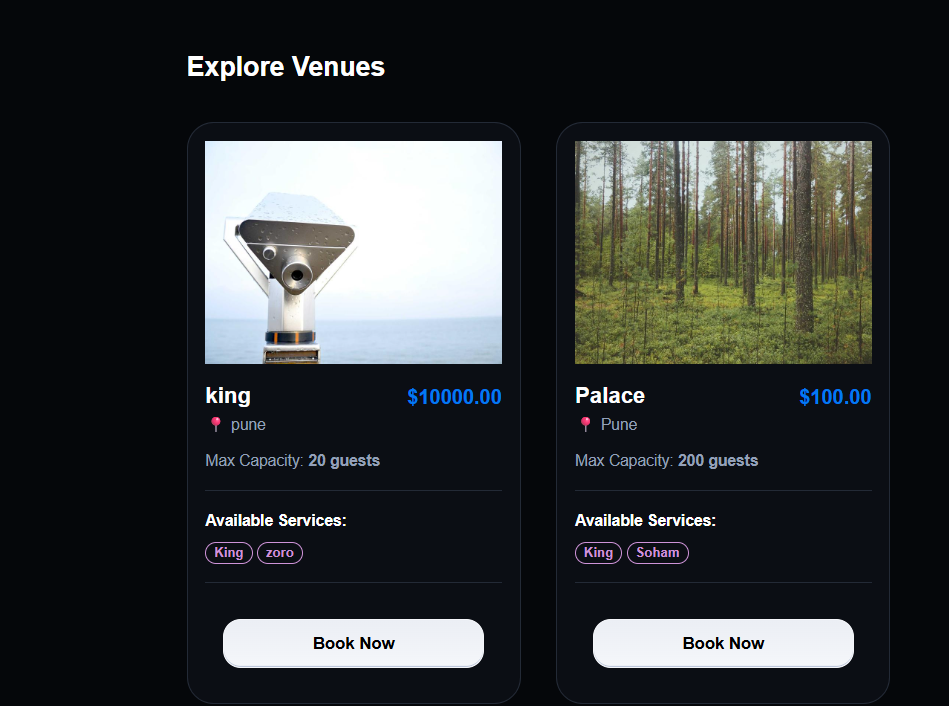 Explore Venues
king $10000.00
📍 pune
Max Capacity: 20 guests
Available Services:
King zoro
Book Now
Palace $100.00
📍 Pune
Max Capacity: 200 guests
Available Services:
King Soham
Book Now